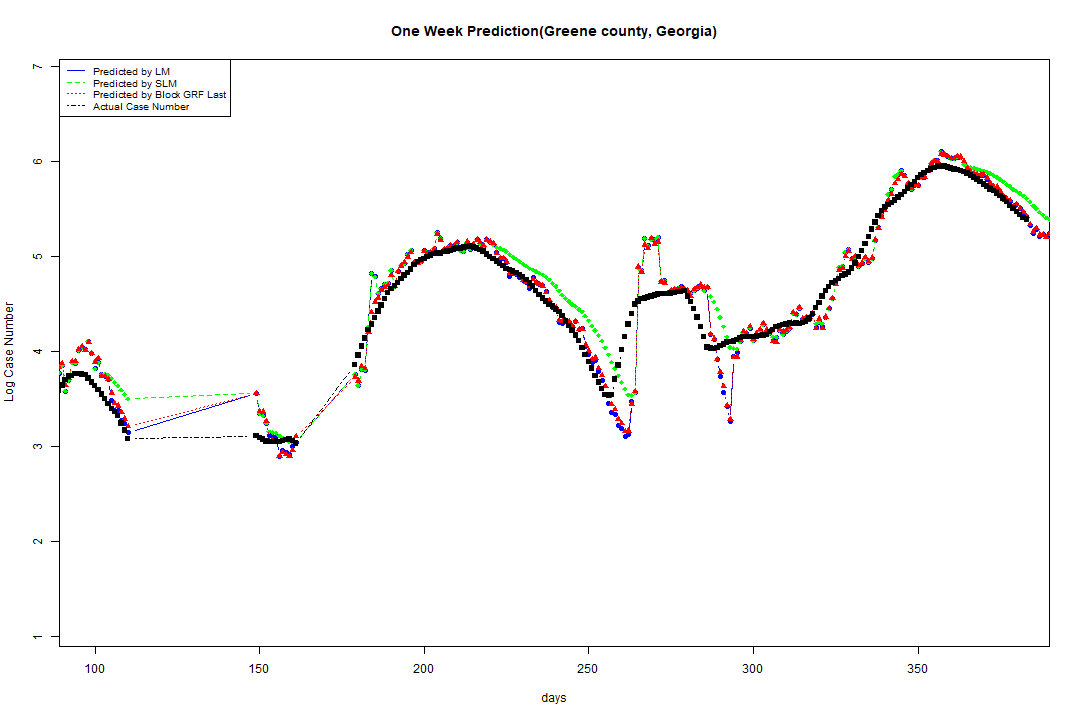 One Week Prediction(Greene county, Georgia)
Predicted by LM
Predicted by SLM
Predicted by Block GRF Last
Actual Case Number
Log Case Number
7
6
5
4
3
2
1
100 150 200 250 300 350
days